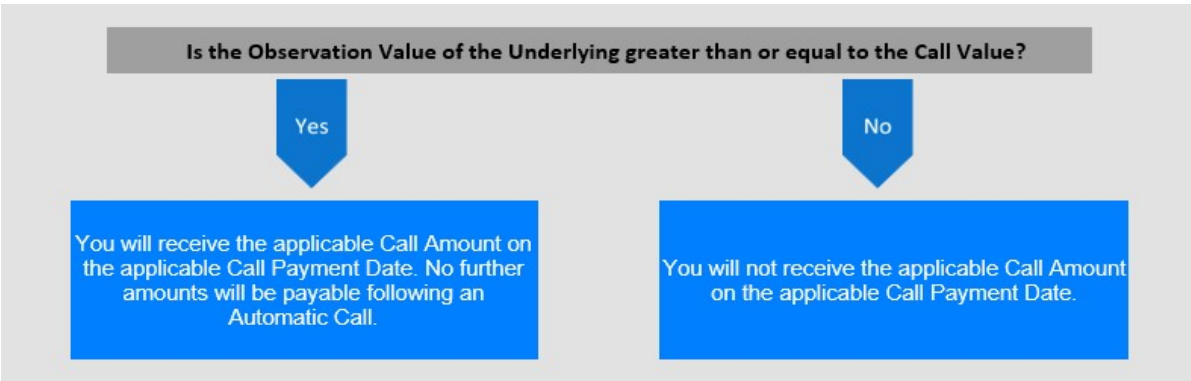 Is the Observation Value of the Underlying greater than or equal to the Call Value?
Yes
No
You will receive the applicable Call Amount on
the applicable Call Payment Date. No further
amounts will be payable following an
Automatic Call.
You will not receive the applicable Call Amount
on the applicable Call Payment Date.